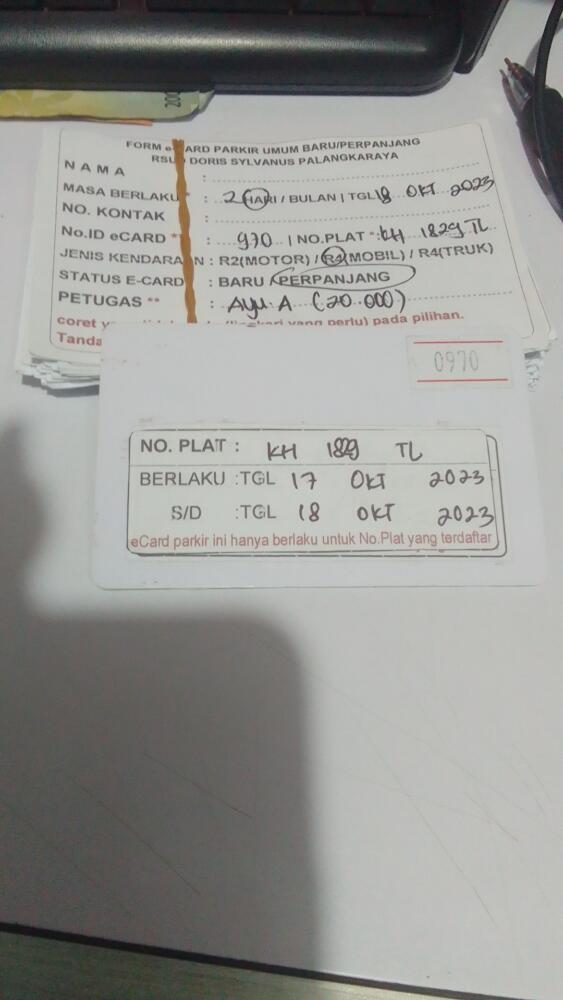 FORM e-CARD PARKIR UMUM BARU/PERPANJANG
RSUD DORIS SYLVANUS PALANGKARAYA
NAMA :
MASA BERLAKU* : 2 HARI / BULAN | TGL 18 OKT 2023
NO. KONTAK :
No.ID eCARD ** : 970 | NO.PLAT *: KH 1829 TL
JENIS KENDARAAN : R2(MOTOR) / R4(MOBIL) / R4(TRUK)
STATUS E-CARD : BARU / PERPANJANG
PETUGAS ** : AYU A (20.000)
coret yang perlu) pada pilihan.
Tanda
0970
NO. PLAT : KH 1829 TL
BERLAKU :TGL 17 OKT 2023
S/D :TGL 18 OKT 2023
eCard parkir ini hanya berlaku untuk No.Plat yang terdaftar